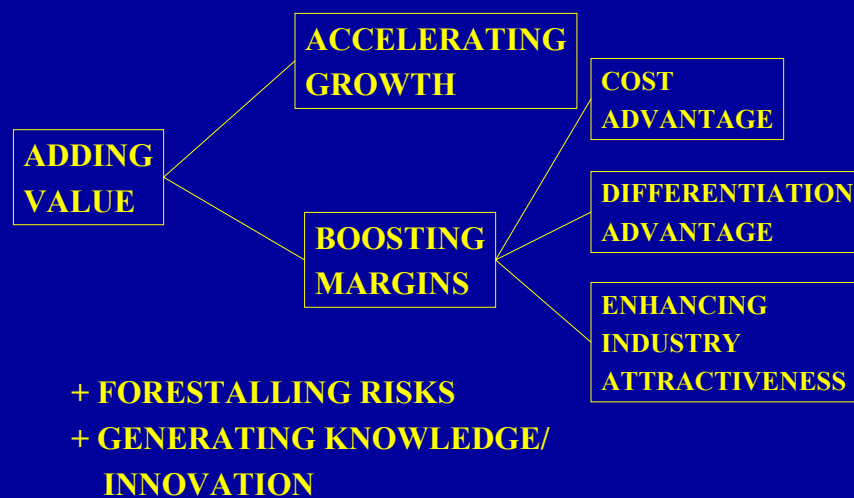 ACCELERATING
GROWTH
COST
ADVANTAGE
ADDING
VALUE
DIFFERENTIATION
ADVANTAGE
BOOSTING
MARGINS
ENHANCING
INDUSTRY
ATTRACTIVENESS
+ FORESTALLING RISKS
+ GENERATING KNOWLEDGE/
INNOVATION